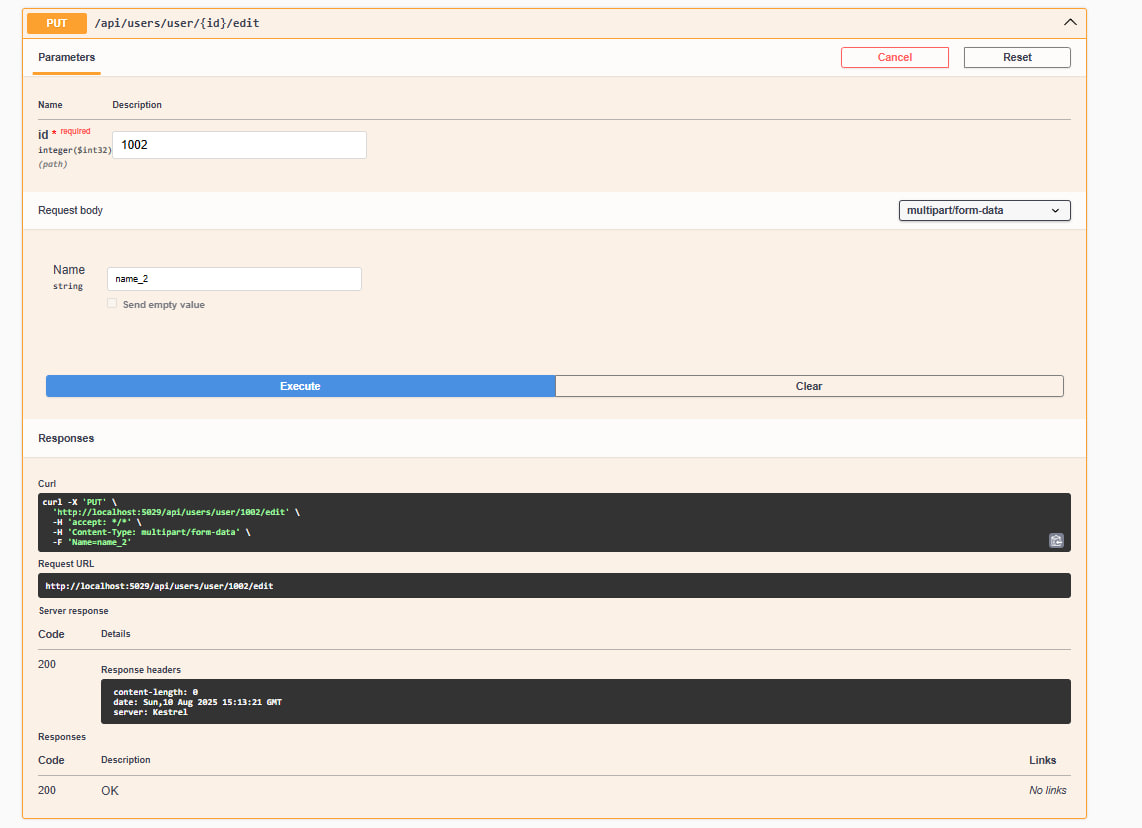 PUT /api/users/user/{id}/edit
Parameters Cancel Reset
Name Description
id * required
integer($int32)
(path)
1002
Request body multipart/form-data
Name
string
name_2
Send empty value
Execute Clear
Responses
Curl
curl -X 'PUT' \
'http://localhost:5029/api/users/user/1002/edit' \
-H 'accept: */*' \
-H 'Content-Type: multipart/form-data' \
-F 'Name=name_2'
Request URL
http://localhost:5029/api/users/user/1002/edit
Server response
Code Details
200
Response headers
content-length: 0
date: Sun,10 Aug 2025 15:13:21 GMT
server: Kestrel
Responses
Code Description Links
200 OK No links